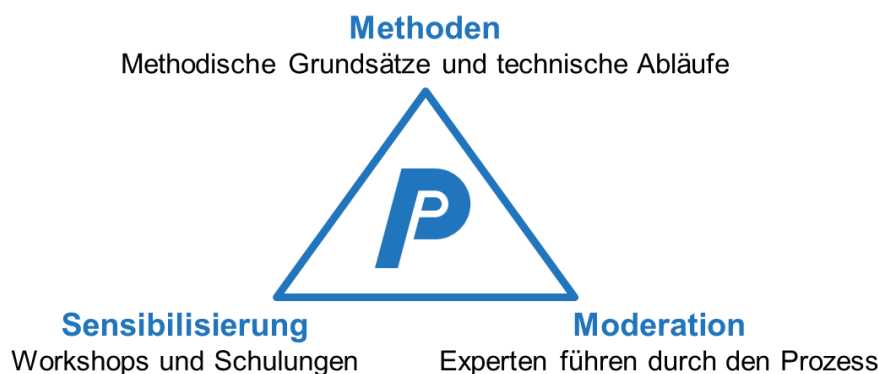 Methoden
Methodische Grundsätze und technische Abläufe
P
Sensibilisierung
Workshops und Schulungen
Moderation
Experten führen durch den Prozess